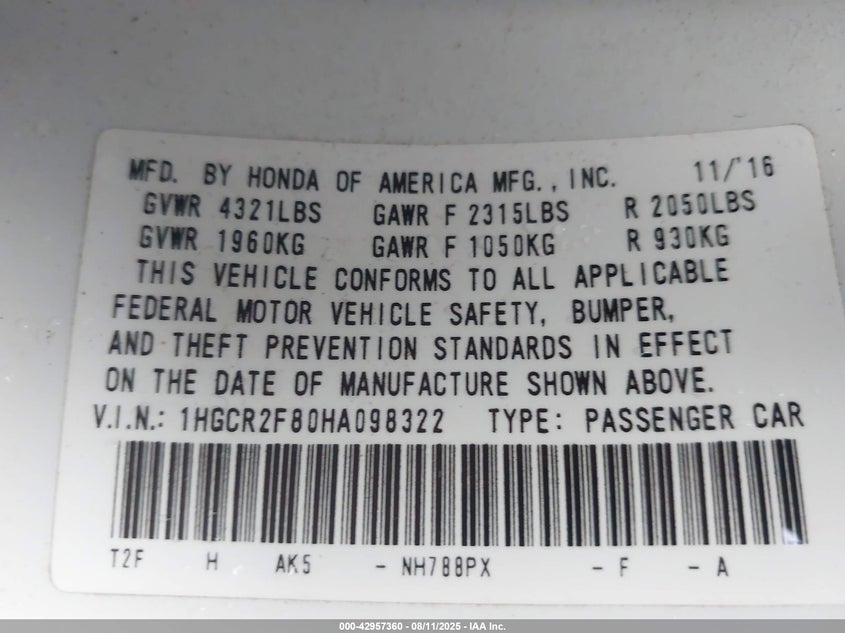 MFD. BY HONDA OF AMERICA MFG., INC. 11/'16
GVWR 4321LBS GAWR F 2315LBS R 2050LBS
GVWR 1960KG GAWR F 1050KG R 930KG
THIS VEHICLE CONFORMS TO ALL APPLICABLE
FEDERAL MOTOR VEHICLE SAFETY, BUMPER,
AND THEFT PREVENTION STANDARDS IN EFFECT
ON THE DATE OF MANUFACTURE SHOWN ABOVE.
V.I.N.: 1HGCR2F80HA098322 TYPE: PASSENGER CAR
T2F H AK5 - NH788PX - F - A
000-42957360 - 08/11/2025 - IAA Inc.